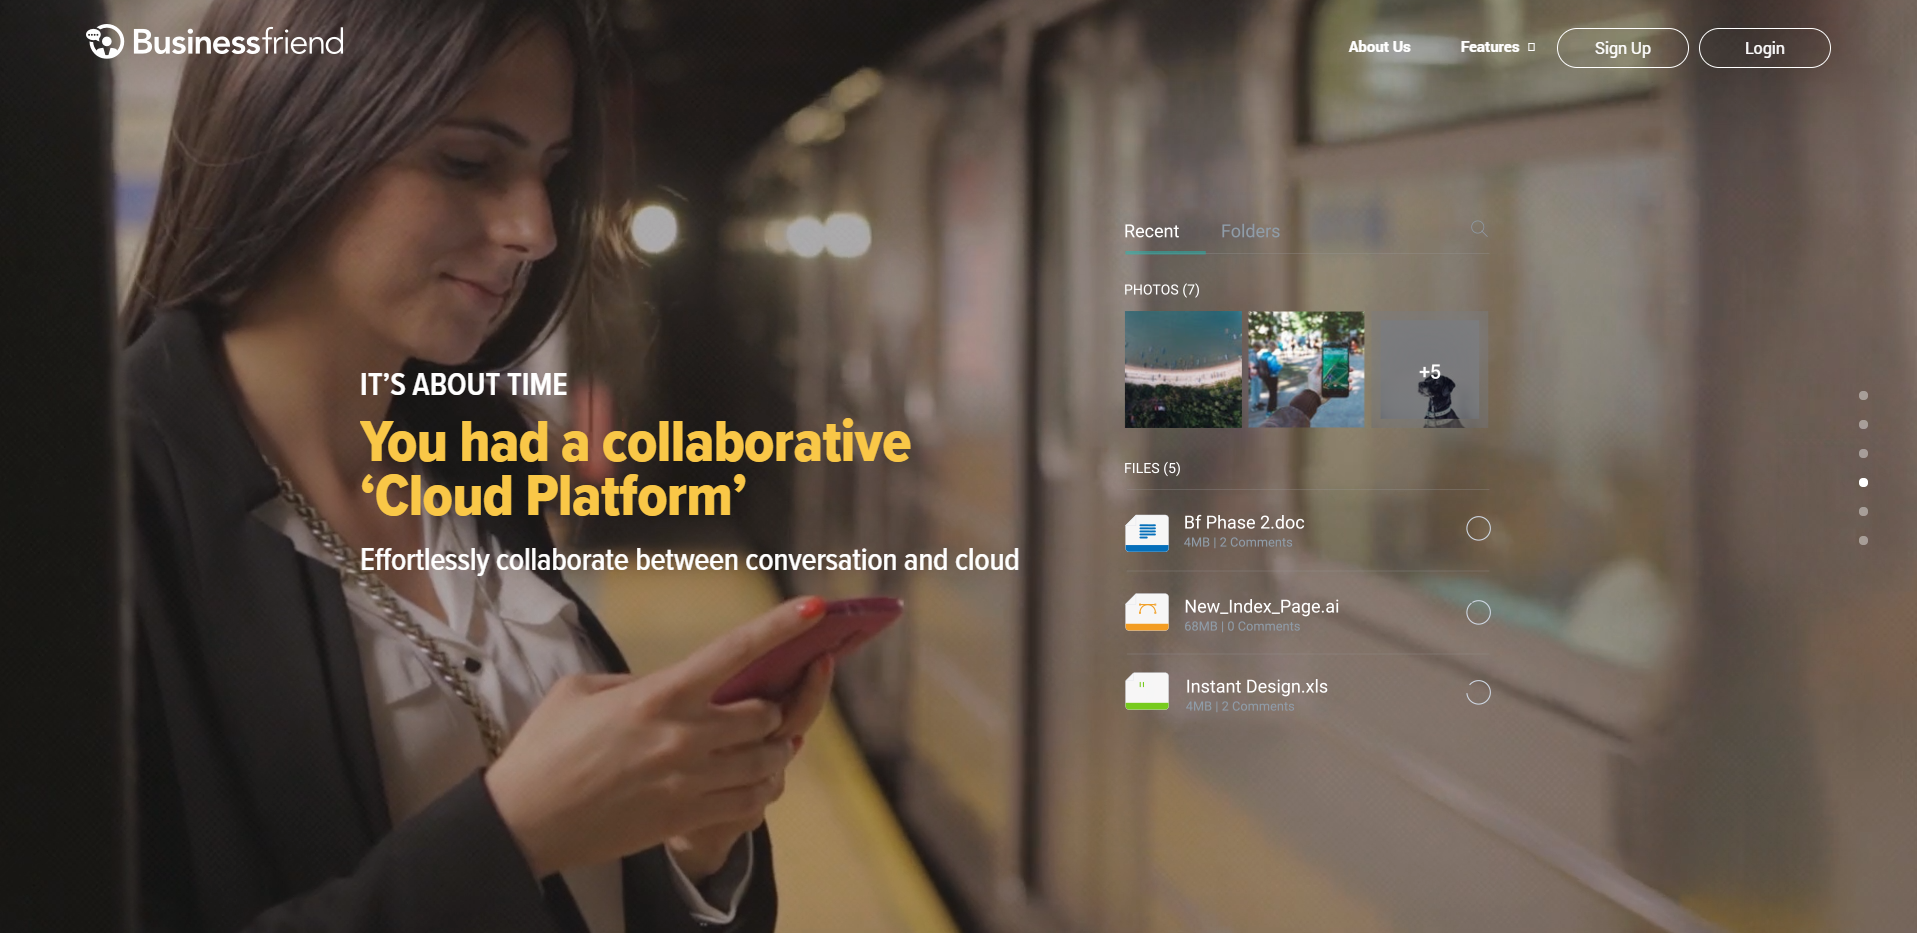 Businessfriend
About Us
Features
Sign Up
Login
Recent
Folders
PHOTOS (7)
+5
IT’S ABOUT TIME
You had a collaborative
‘Cloud Platform’
Effortlessly collaborate between conversation and cloud
FILES (5)
Bf Phase 2.doc
4MB | 2 Comments
New_Index_Page.ai
68MB | 0 Comments
Instant Design.xls
4MB | 2 Comments